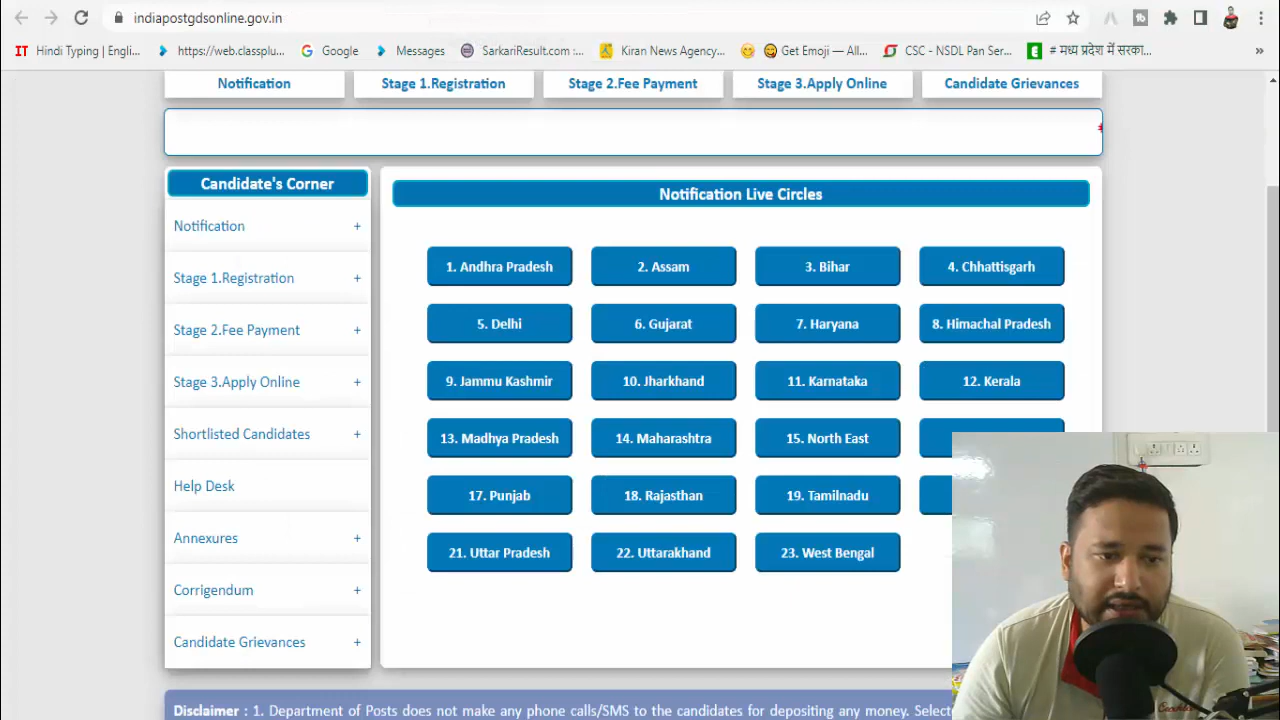 indiapostgdsonline.gov.in
IT Hindi Typing | Engli... https://web.classplu... Google Messages SarkariResult.com :... Kiran News Agency... Get Emoji — All... CSC - NSDL Pan Ser... # मध्य प्रदेश में सरका... »
Notification Stage 1.Registration Stage 2.Fee Payment Stage 3.Apply Online Candidate Grievances
Candidate's Corner
Notification +
Stage 1.Registration +
Stage 2.Fee Payment +
Stage 3.Apply Online +
Shortlisted Candidates +
Help Desk
Annexures +
Corrigendum +
Candidate Grievances +
Notification Live Circles
1. Andhra Pradesh 2. Assam 3. Bihar 4. Chhattisgarh
5. Delhi 6. Gujarat 7. Haryana 8. Himachal Pradesh
9. Jammu Kashmir 10. Jharkhand 11. Karnataka 12. Kerala
13. Madhya Pradesh 14. Maharashtra 15. North East
17. Punjab 18. Rajasthan 19. Tamilnadu
21. Uttar Pradesh 22. Uttarakhand 23. West Bengal
Disclaimer : 1. Department of Posts does not make any phone calls/SMS to the candidates for depositing any money. Select